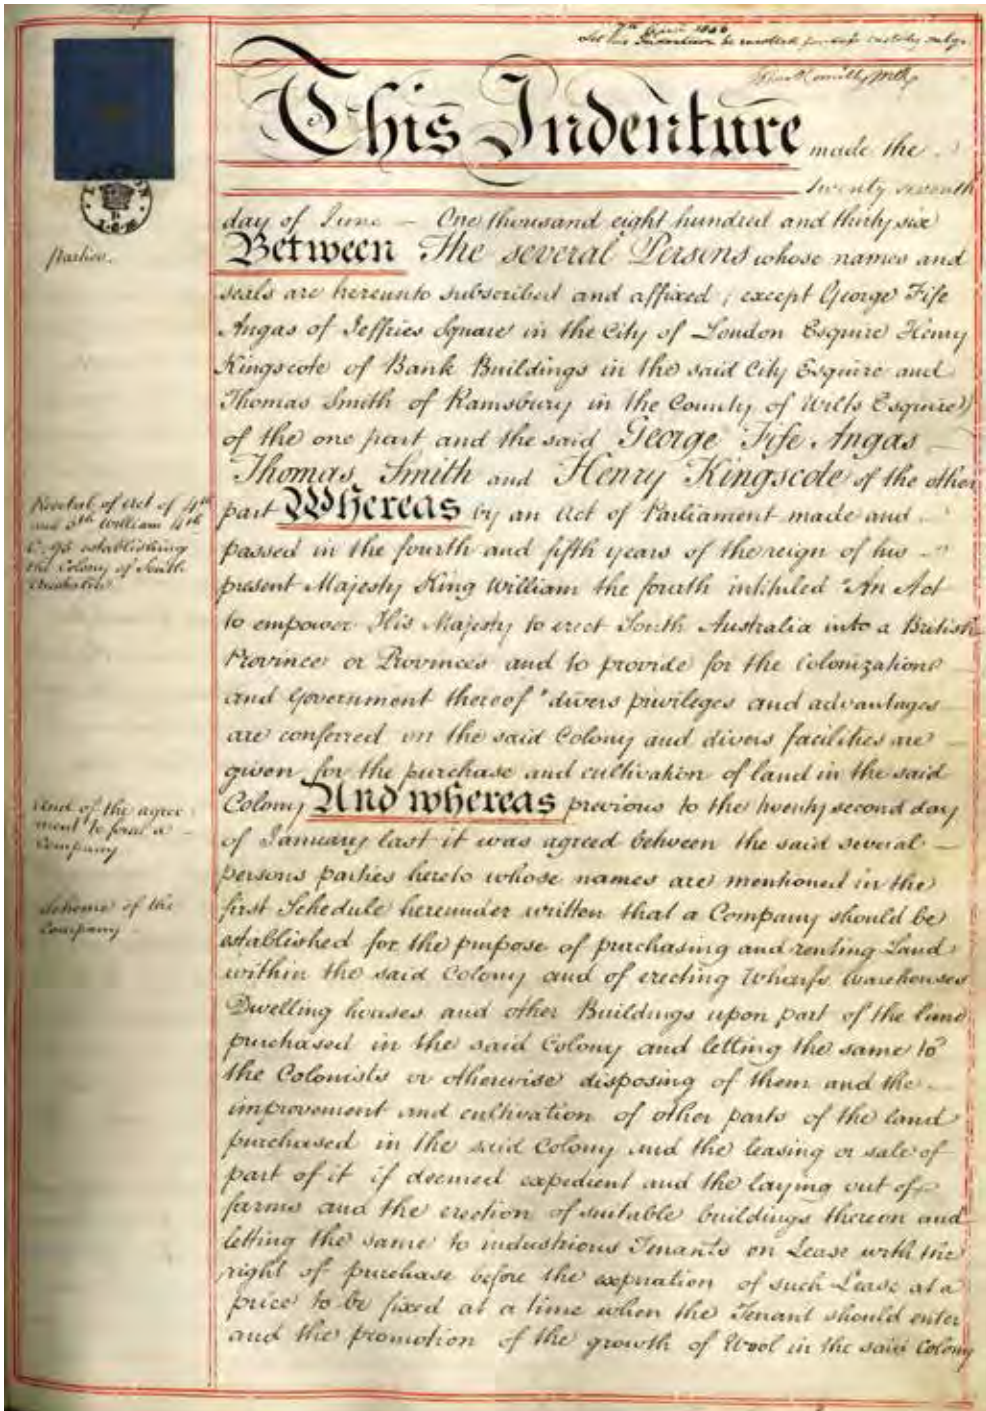 7th April 18
Let this Indenture be enrolled for safe custody only.
This Indenture made the
twenty seventh
day of June — One thousand eight hundred and thirty six
Between The several Persons whose names and
seals are hereunto subscribed and affixed ; except George Fife
Angas of Jeffries Square in the City of London Esquire Henry
Kingscote of Bank Buildings in the said City Esquire and
Thomas Smith of Ramsbury in the County of Wilts Esquire)
of the one part and the said George Fife Angas
Thomas Smith and Henry Kingscote of the other
part Whereas by an Act of Parliament made and
passed in the fourth and fifth years of the reign of his
present Majesty King William the fourth intituled "An Act
to empower His Majesty to erect South Australia into a British
Province or Provinces and to provide for the Colonization
and Government thereof" divers privileges and advantages
are conferred on the said Colony and divers facilities are
given for the purchase and cultivation of land in the said
Colony And whereas previous to the twenty second day
of January last it was agreed between the said several
persons parties hereto whose names are mentioned in the
first Schedule hereunder written that a Company should be
established for the purpose of purchasing and renting Land
within the said Colony and of erecting Wharfs Warehouses
Dwelling houses and other Buildings upon part of the land
purchased in the said Colony and letting the same to
the Colonists or otherwise disposing of them and the
improvement and cultivation of other parts of the land
purchased in the said Colony and the leasing or sale of
part of it if deemed expedient and the laying out of
farms and the erection of suitable buildings thereon and
letting the same to industrious Tenants on Lease with the
right of purchase before the expiration of such Lease at a
price to be fixed at a time when the Tenant should enter
and the promotion of the growth of Wool in the said Colony
parties.
Recital of Act of 4th
and 5th William 4th
C. 95 establishing
the Colony of South
Australia
And of the agree
ment to form a
Company
Scheme of the
Company